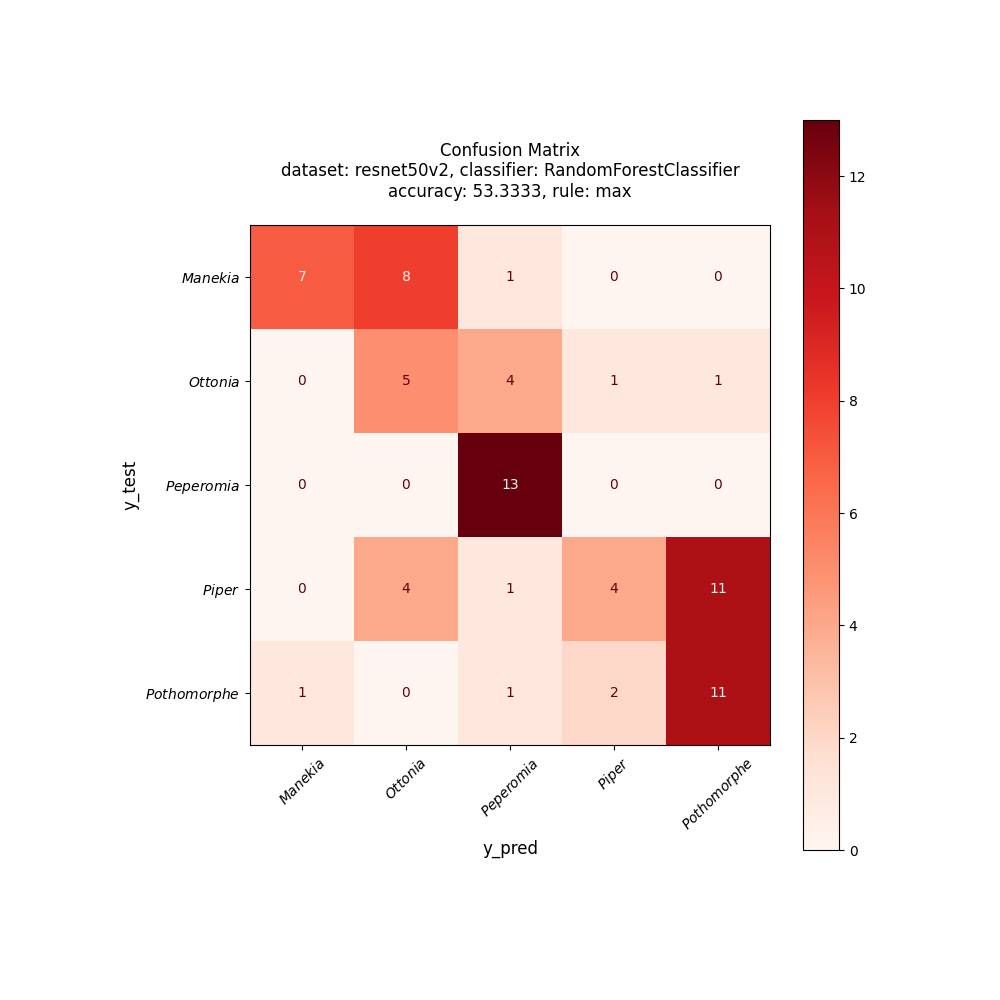 Confusion Matrix
dataset: resnet50v2, classifier: RandomForestClassifier
accuracy: 53.3333, rule: max
Manekia 7 8 1 0 0
Ottonia 0 5 4 1 1
Peperomia 0 0 13 0 0
Piper 0 4 1 4 11
Pothomorphe 1 0 1 2 11
y_test
Manekia Ottonia Peperomia Piper Pothomorphe
y_pred
12
10
8
6
4
2
0